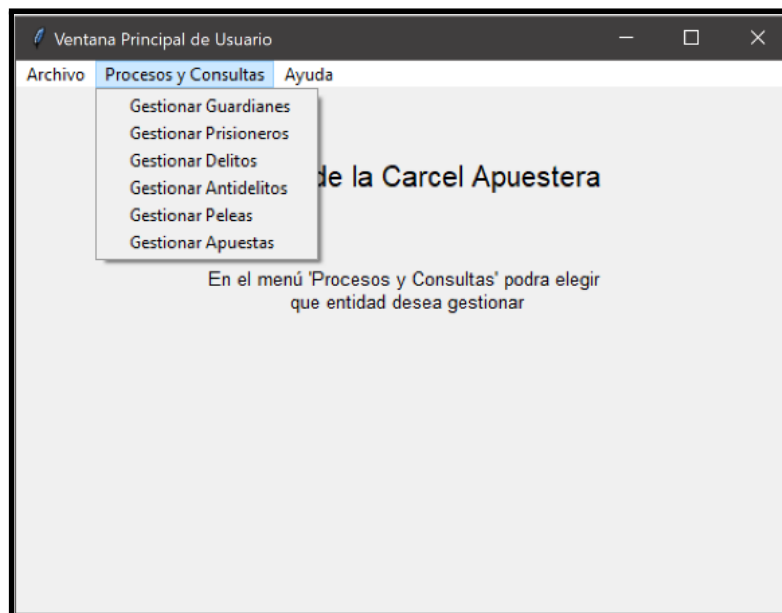 Ventana Principal de Usuario
Archivo Procesos y Consultas Ayuda
Gestionar Guardianes
Gestionar Prisioneros
Gestionar Delitos
Gestionar Antidelitos
Gestionar Peleas
Gestionar Apuestas
de la Carcel Apuestera
En el menú 'Procesos y Consultas' podra elegir
que entidad desea gestionar